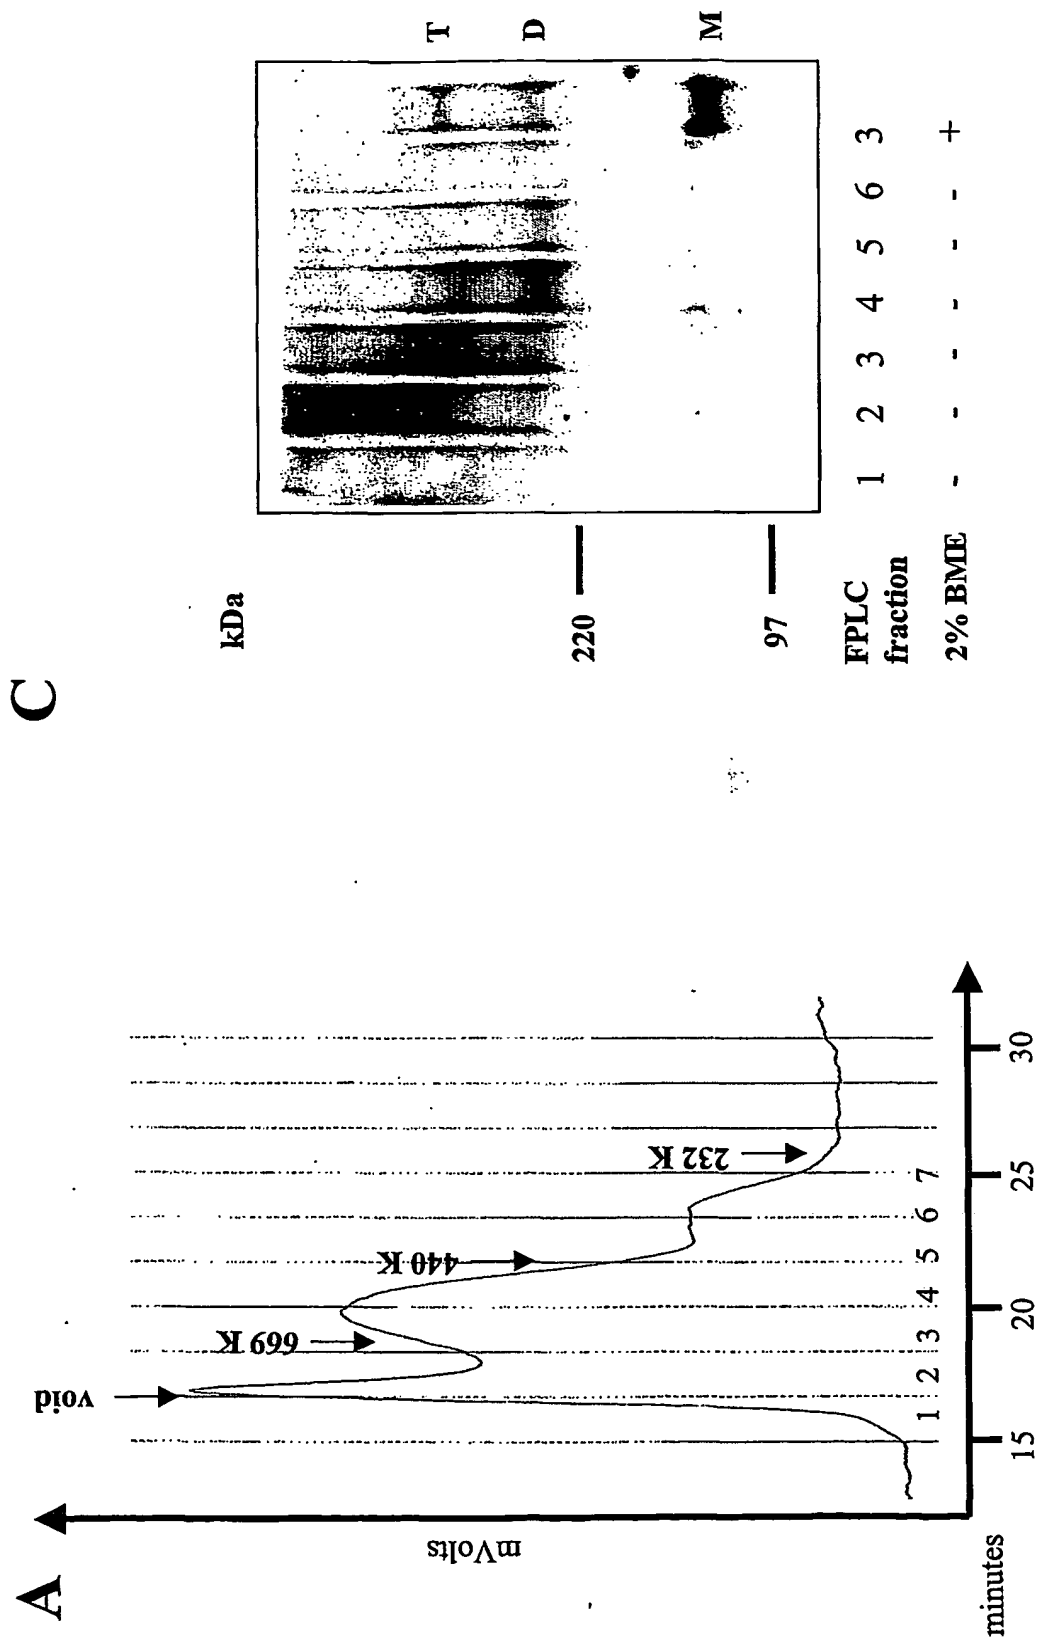 A
mVolts
void
669 K
440 K
232 K
1 2 3 4 5 6 7
15 20 25 30
minutes
C
kDa
220
97
T
D
M
FPLC
fraction
1 2 3 4 5 6 3
2% BME
- - - - - - +